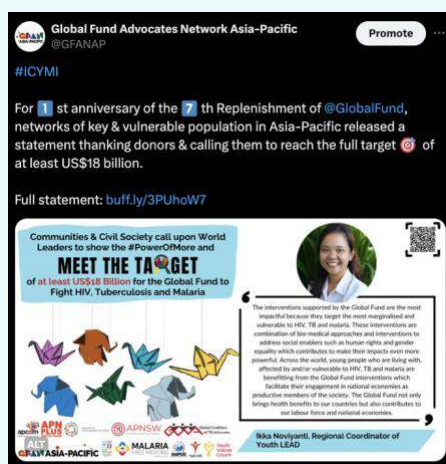 Global Fund Advocates Network Asia-Pacific
@GFANAP
Promote
#ICYMI
For 1 st anniversary of the 7 th Replenishment of @GlobalFund,
networks of key & vulnerable population in Asia-Pacific released a
statement thanking donors & calling them to reach the full target 🎯 of
at least US$18 billion.
Full statement: buff.ly/3PUhoW7
Communities & Civil Society call upon World
Leaders to show the #PowerOfMore and
MEET THE TARGET
of at least US$18 Billion for the Global Fund to
Fight HIV, Tuberculosis and Malaria
The interventions supported by the Global Fund are the most
impactful because they target the most marginalised and
vulnerable to HIV, TB and malaria. These interventions are
combination of bio-medical approaches and interventions to
address social enablers such as human rights and gender
equality which contributes to make their impacts even more
powerful. Across the world, young people who are living with,
affected by and/or vulnerable to HIV, TB and malaria are
benefitting from the Global Fund interventions which
facilitate their engagement in national economies as
productive members of the society. The Global Fund not only
brings health benefits to our countries but also contributes to
our labour force and national economies.
Ikka Noviyanti, Regional Coordinator of
Youth LEAD
apcom
APN PLUS
APNSW
ALT
GFAN ASIA-PACIFIC
MALARIA